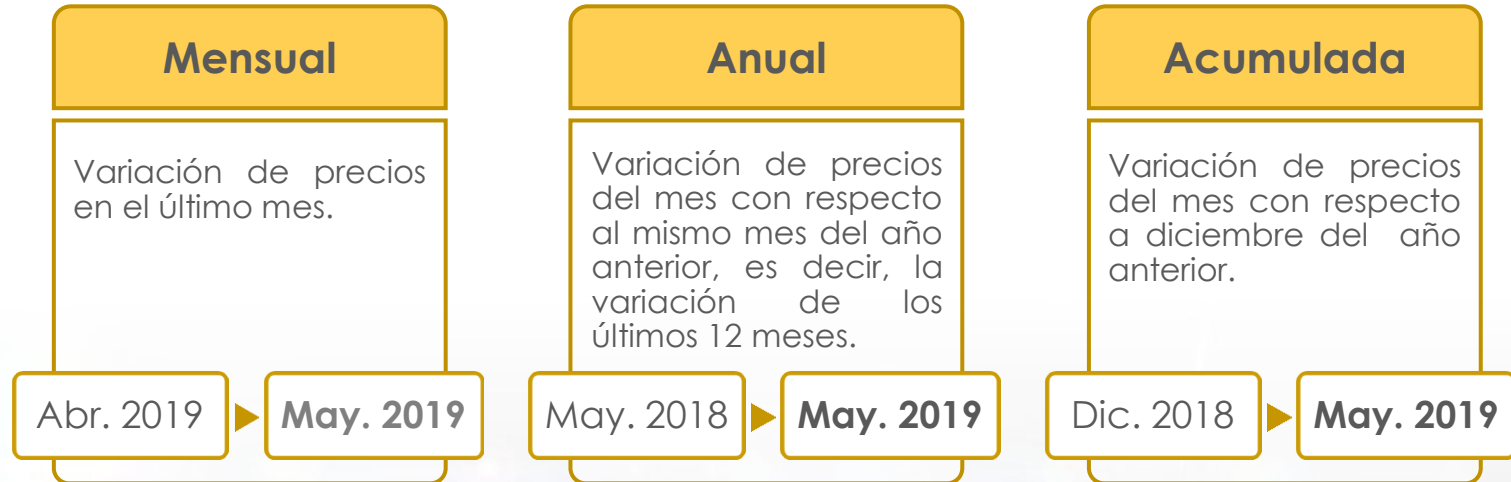 Mensual
Variación de precios
en el último mes.
Abr. 2019
May. 2019
Anual
Variación de precios
del mes con respecto
al mismo mes del año
anterior, es decir, la
variación de los
últimos 12 meses.
May. 2018
May. 2019
Acumulada
Variación de precios
del mes con respecto
a diciembre del año
anterior.
Dic. 2018
May. 2019